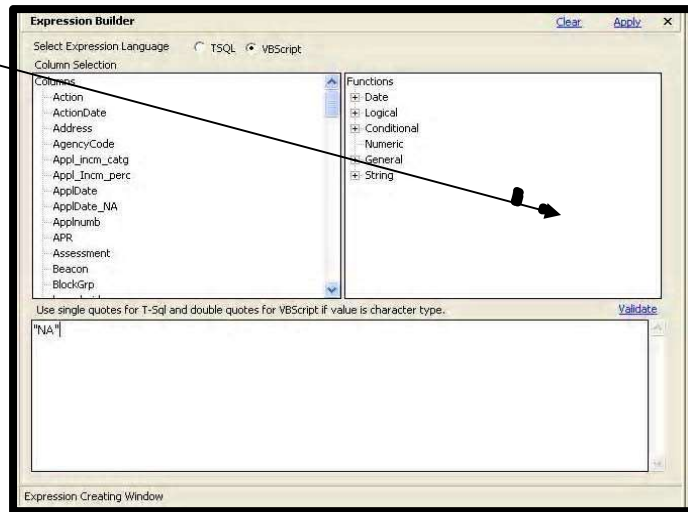 Expression Builder Clear Apply X
Select Expression Language TSQL VBScript
Column Selection
Columns
Action
ActionDate
Address
AgencyCode
Appl_incm_catg
Appl_Incm_perc
ApplDate
ApplDate_NA
Applnumb
APR
Assessment
Beacon
BlockGrp
Functions
Date
Logical
Conditional
Numeric
General
String
Use single quotes for T-Sql and double quotes for VBScript if value is character type. Validate
"NA"
Expression Creating Window